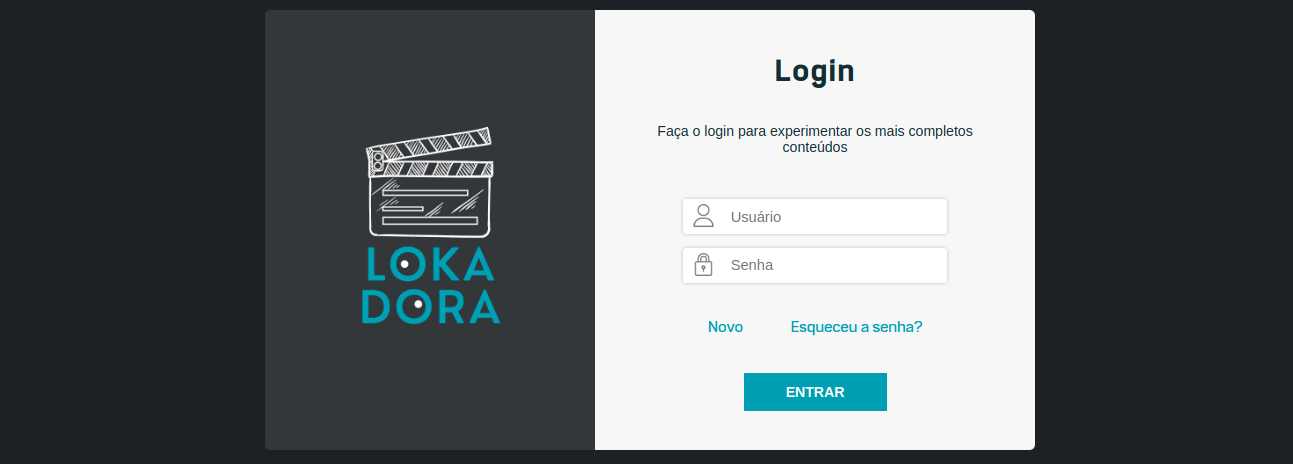 LOKA
DORA
Login
Faça o login para experimentar os mais completos
conteúdos
Usuário
Senha
Novo Esqueceu a senha?
ENTRAR